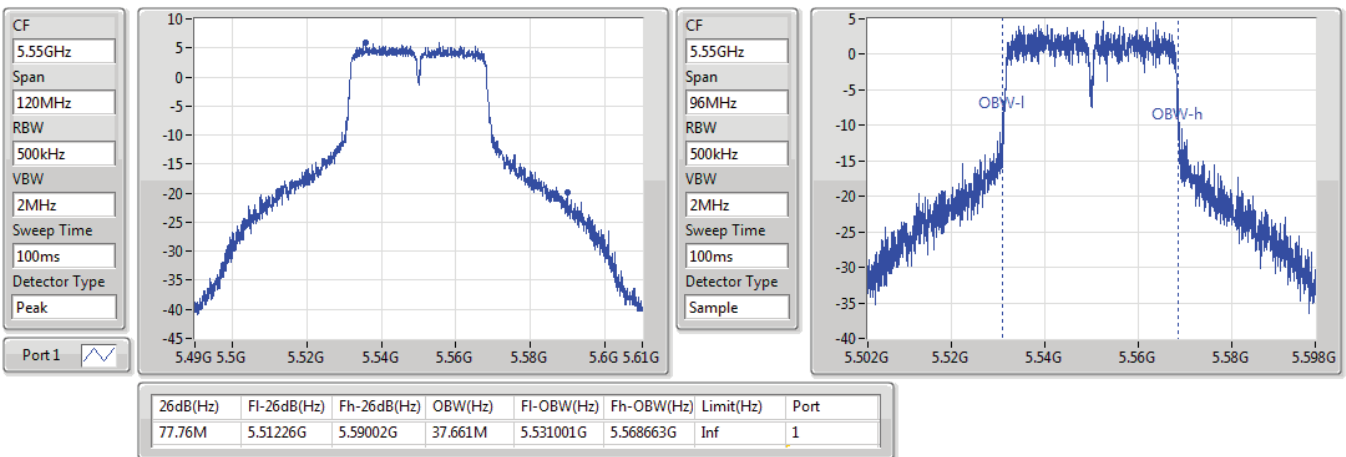 CF
5.55GHz
Span
120MHz
RBW
500kHz
VBW
2MHz
Sweep Time
100ms
Detector Type
Peak
Port 1
10
5
0
-5
-10
-15
-20
-25
-30
-35
-40
-45
5.49G 5.5G 5.52G 5.54G 5.56G 5.58G 5.6G 5.61G
CF
5.55GHz
Span
96MHz
RBW
500kHz
VBW
2MHz
Sweep Time
100ms
Detector Type
Sample
5
0
-5
-10
-15
-20
-25
-30
-35
-40
OBW-l
OBW-h
5.502G 5.52G 5.54G 5.56G 5.58G 5.598G
26dB(Hz) Fl-26dB(Hz) Fh-26dB(Hz) OBW(Hz) Fl-OBW(Hz) Fh-OBW(Hz) Limit(Hz) Port
77.76M 5.51226G 5.59002G 37.661M 5.531001G 5.568663G Inf 1